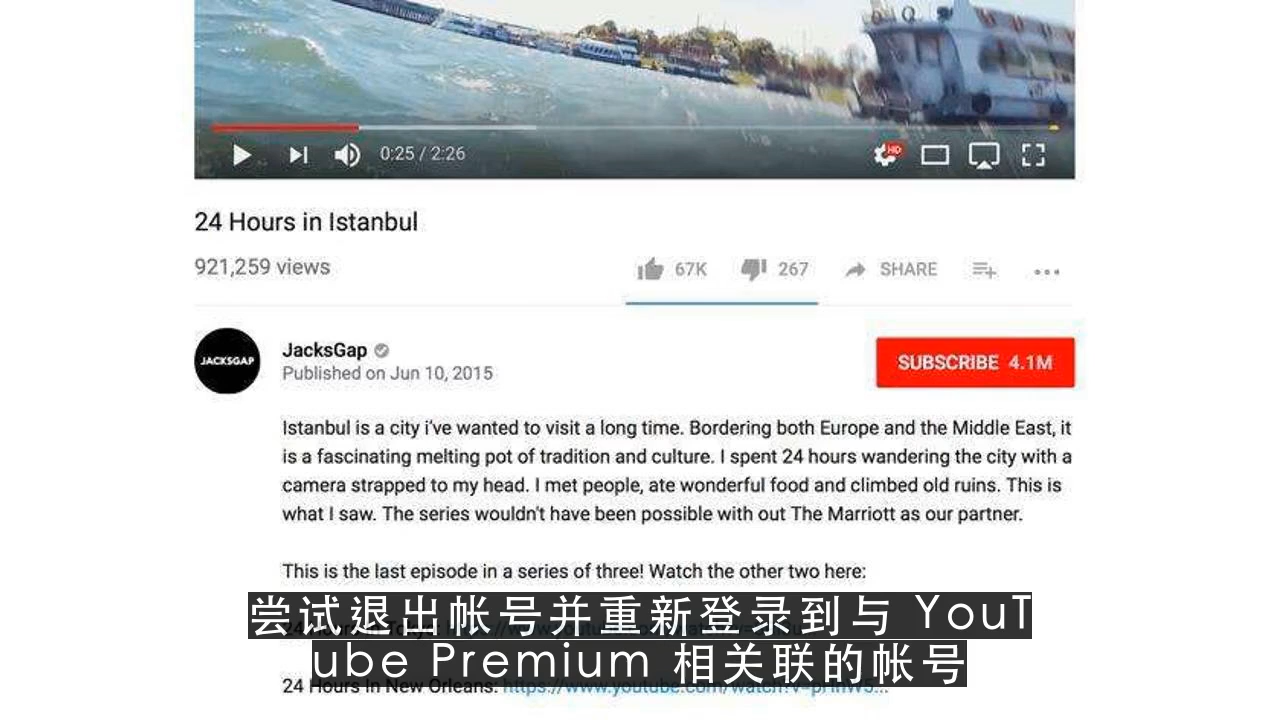 0:25 / 2:26
HD
24 Hours in Istanbul
921,259 views
67K
267
SHARE
JACKSGAP
JacksGap
SUBSCRIBE 4.1M
Published on Jun 10, 2015
Istanbul is a city i've wanted to visit a long time. Bordering both Europe and the Middle East, it
is a fascinating melting pot of tradition and culture. I spent 24 hours wandering the city with a
camera strapped to my head. I met people, ate wonderful food and climbed old ruins. This is
what I saw. The series wouldn't have been possible with out The Marriott as our partner.
This is the last episode in a series of three! Watch the other two here:
尝试退出帐号并重新登录到与 YouT
ube Premium 相关联的帐号
24 Hours In New Orleans: